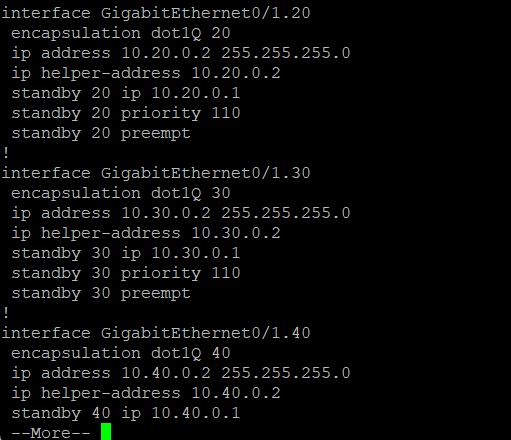 interface GigabitEthernet0/1.20
 encapsulation dot1Q 20
 ip address 10.20.0.2 255.255.255.0
 ip helper-address 10.20.0.2
 standby 20 ip 10.20.0.1
 standby 20 priority 110
 standby 20 preempt
!
interface GigabitEthernet0/1.30
 encapsulation dot1Q 30
 ip address 10.30.0.2 255.255.255.0
 ip helper-address 10.30.0.2
 standby 30 ip 10.30.0.1
 standby 30 priority 110
 standby 30 preempt
!
interface GigabitEthernet0/1.40
 encapsulation dot1Q 40
 ip address 10.40.0.2 255.255.255.0
 ip helper-address 10.40.0.2
 standby 40 ip 10.40.0.1
 --More--